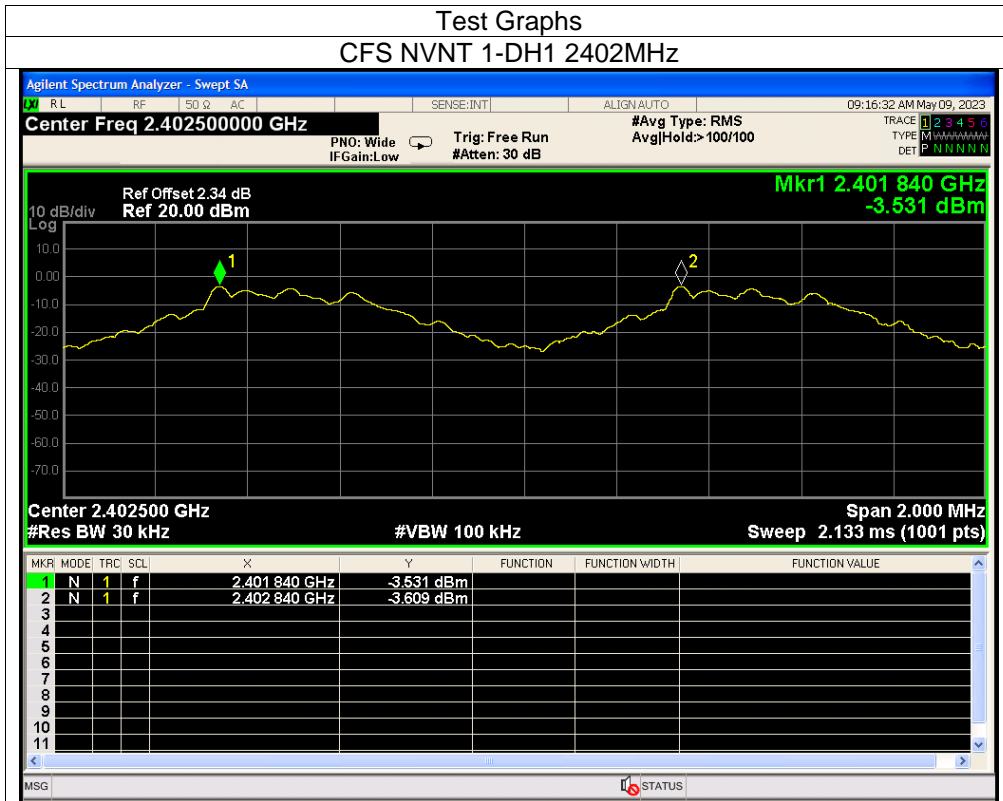 Test Graphs
CFS NVNT 1-DH1 2402MHz
Agilent Spectrum Analyzer - Swept SA
LXI RL RF 50 Ω AC SENSE:INT ALIGN AUTO 09:16:32 AM May 09, 2023
Center Freq 2.402500000 GHz #Avg Type: RMS TRACE 1 2 3 4 5 6
PNO: Wide Trig: Free Run Avg|Hold:>100/100 TYPE M
IFGain:Low #Atten: 30 dB DET P N N N N N
Mkr1 2.401 840 GHz
-3.531 dBm
Ref Offset 2.34 dB
10 dB/div Ref 20.00 dBm
Log
10.0
1 2
0.00
-10.0
-20.0
-30.0
-40.0
-50.0
-60.0
-70.0
Center 2.402500 GHz Span 2.000 MHz
#Res BW 30 kHz #VBW 100 kHz Sweep 2.133 ms (1001 pts)
MKR MODE TRC SCL X Y FUNCTION FUNCTION WIDTH FUNCTION VALUE
1 N 1 f 2.401 840 GHz -3.531 dBm
2 N 1 f 2.402 840 GHz -3.609 dBm
3
4
5
6
7
8
9
10
11
MSG STATUS